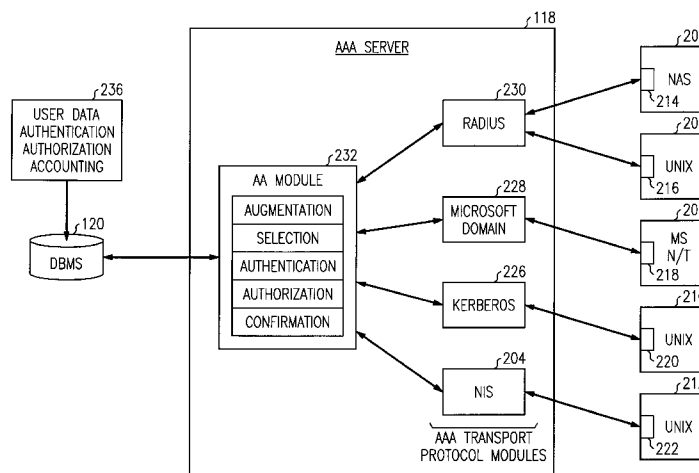 118
AAA SERVER
236
USER DATA
AUTHENTICATION
AUTHORIZATION
ACCOUNTING
120
DBMS
232
AA MODULE
AUGMENTATION
SELECTION
AUTHENTICATION
AUTHORIZATION
CONFIRMATION
230
RADIUS
228
MICROSOFT
DOMAIN
226
KERBEROS
204
NIS
AAA TRANSPORT
PROTOCOL MODULES
NAS
214
UNIX
216
MS
N/T
218
UNIX
220
UNIX
222